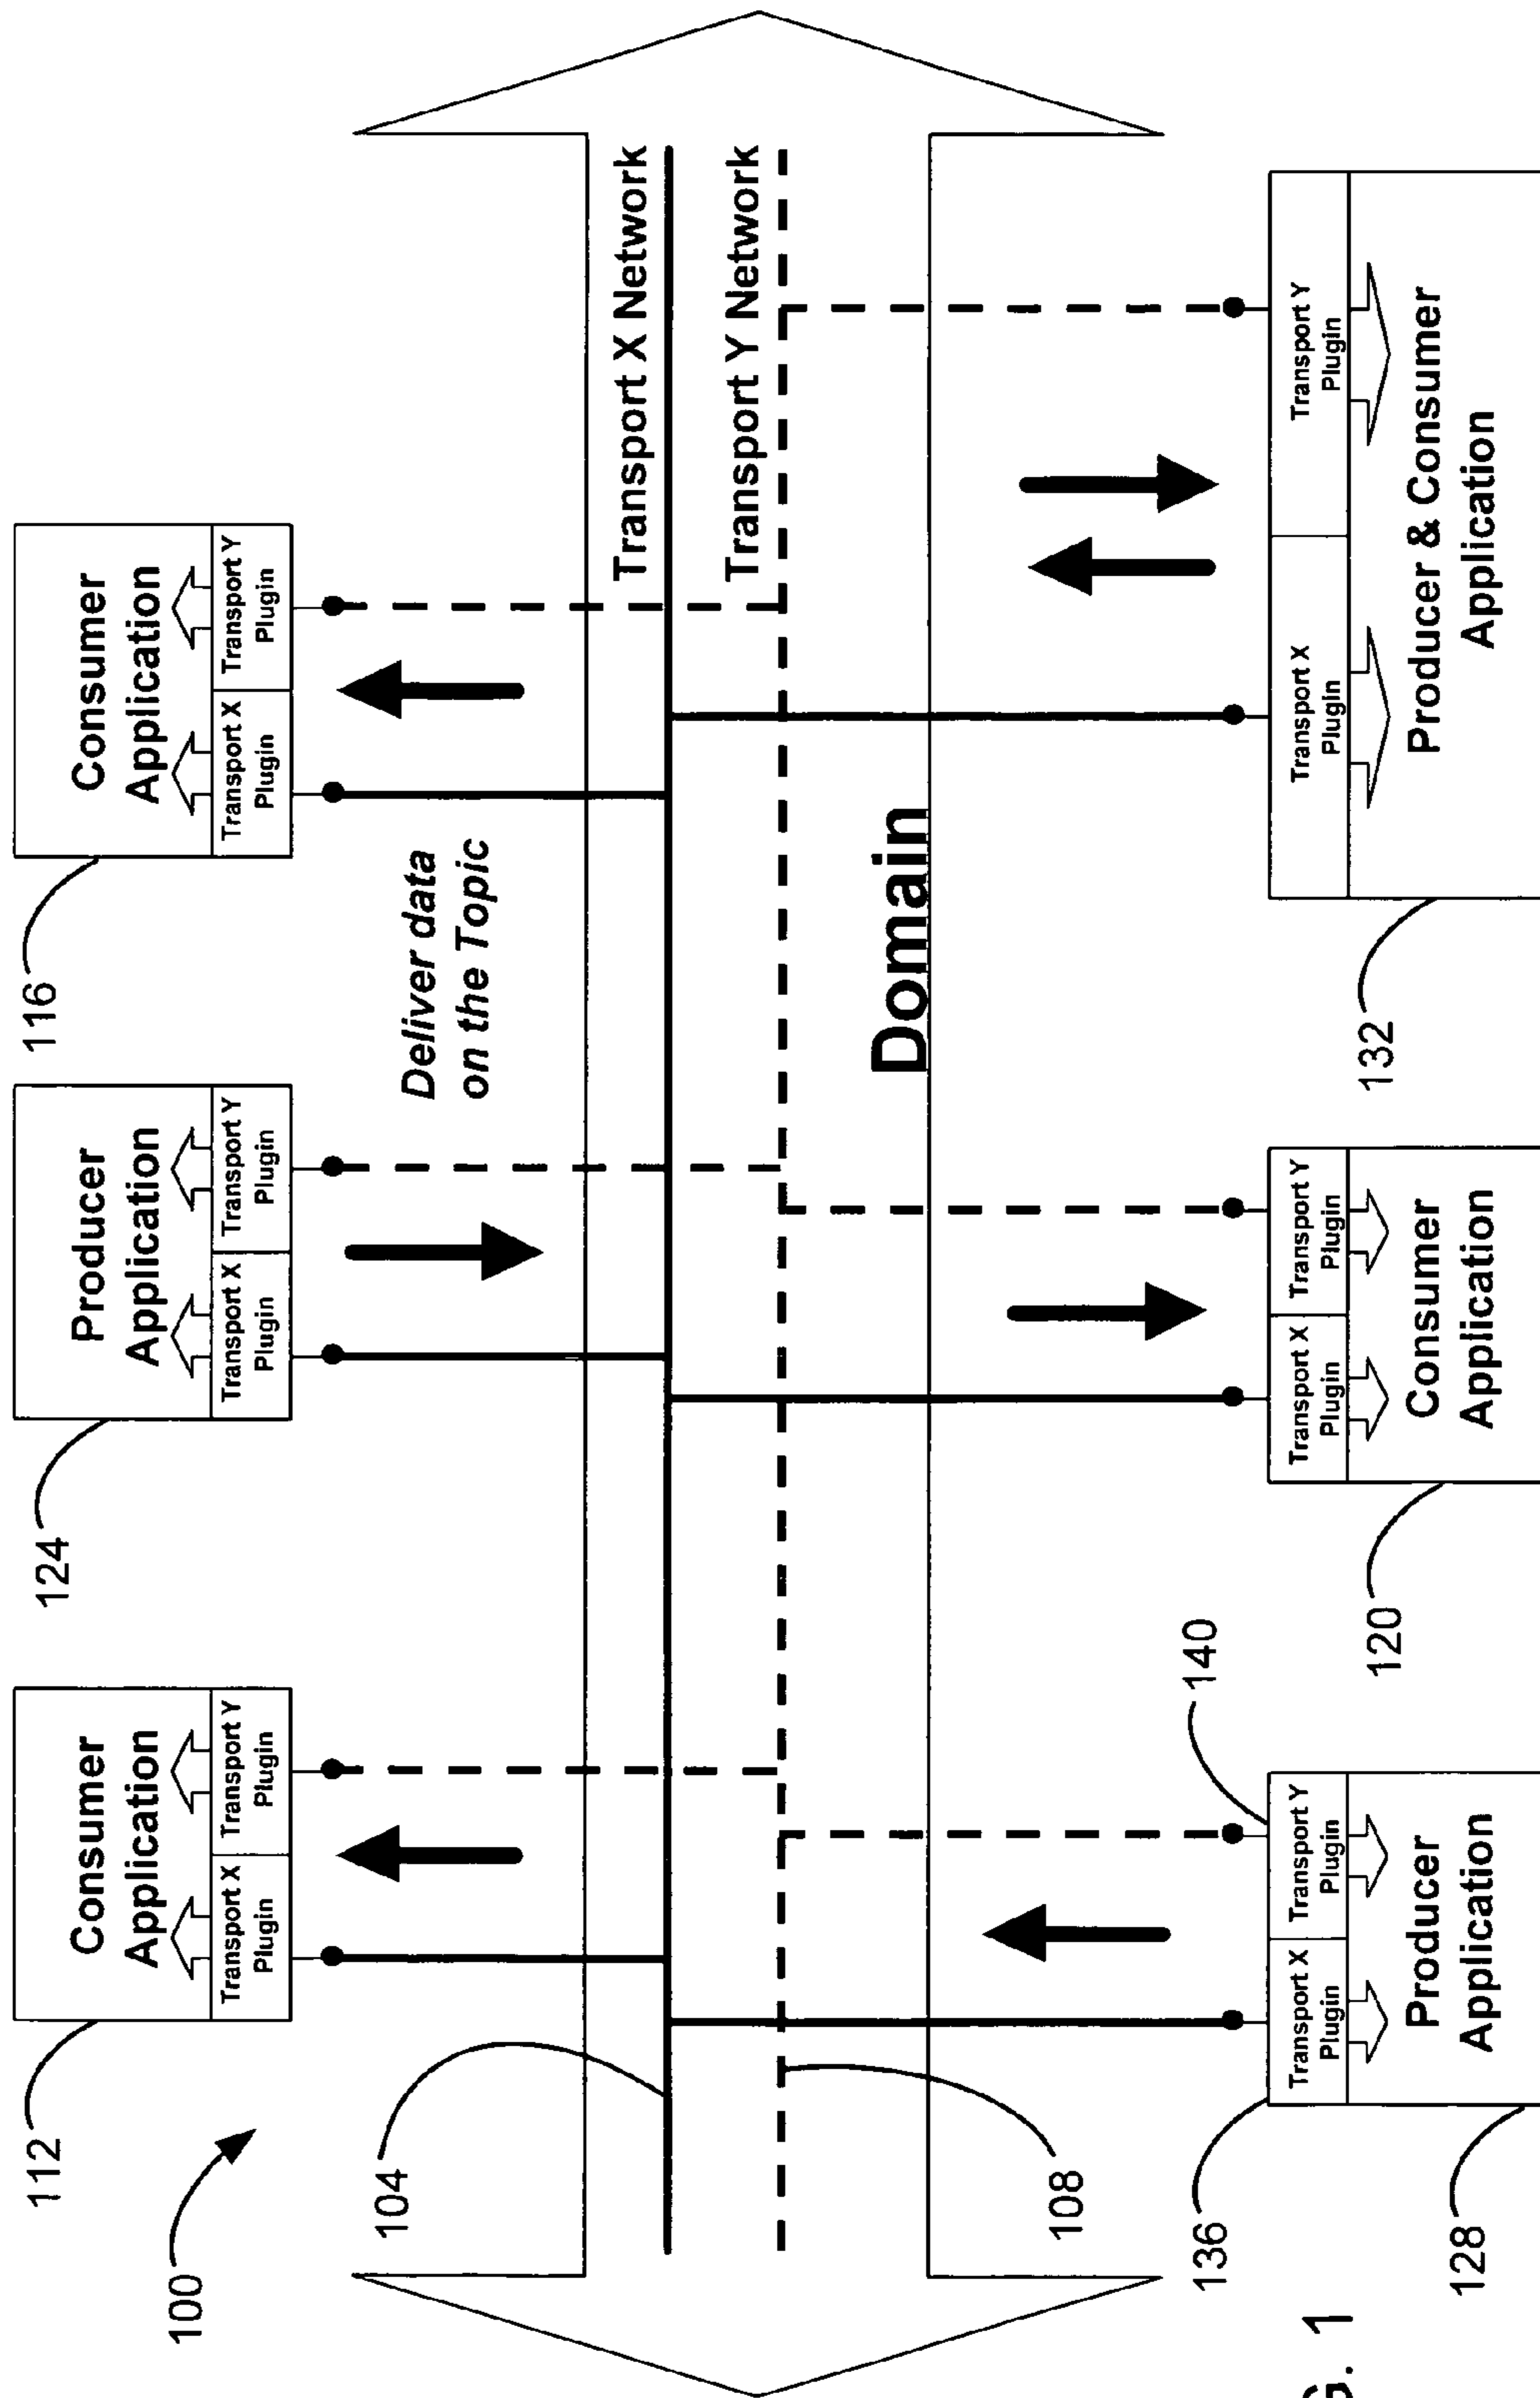 100
112
Consumer
Application
Transport X
Plugin
Transport Y
Plugin
124
Producer
Application
Transport X
Plugin
Transport Y
Plugin
116
Consumer
Application
Transport X
Plugin
Transport Y
Plugin
Deliver data
on the Topic
104
Transport X Network
Transport Y Network
108
Domain
136
140
Transport X
Plugin
Transport Y
Plugin
Producer
Application
128
Transport X
Plugin
Transport Y
Plugin
Consumer
Application
120
Transport X
Plugin
Transport Y
Plugin
Producer & Consumer
Application
132
G. 1